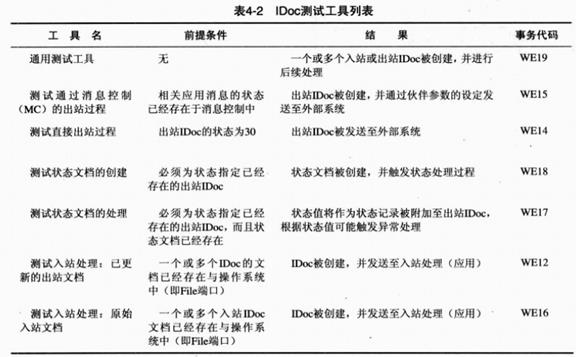 表4-2 IDoc测试工具列表
工 具 名 前提条件 结 果 事务代码
通用测试工具 无 一个或多个入站或出站IDoc被创建，并进行 WE19
后续处理
测试通过消息控制 相关应用消息的状态 出站IDoc被创建，并通过伙伴参数的设定发 WE15
（MC）的出站过程 已经存在于消息控制中 送至外部系统
测试直接出站过程 出站IDoc的状态为30 出站IDoc被发送至外部系统 WE14
测试状态文档的创建 必须为状态指定已经 状态文档被创建，并触发状态处理过程 WE18
存在的出站IDoc
测试状态文档的处理 必须为状态指定已经 状态值将作为状态记录被附加至出站IDoc， WE17
存在的出站IDoc，而且状 根据状态值可能触发异常处理
态文档已经存在
测试入站处理：已更 一个或多个IDoc的文 IDoc被创建，并发送至入站处理（应用） WE12
新的出站文档 档已经存在与操作系统
中（即File端口）
测试入站处理：原始 一个或多个入站IDoc IDoc被创建，并发送至入站处理（应用） WE16
入站文档 文档已经存在与操作系统
中（即File端口）